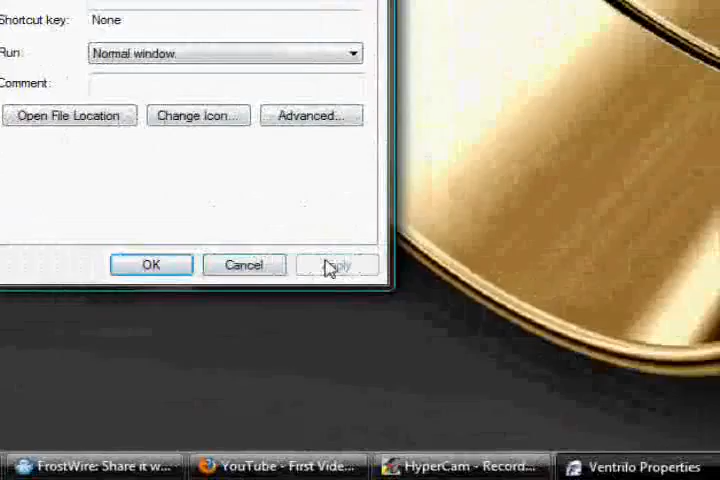 Shortcut key: None
Run: Normal window
Comment:
Open File Location Change Icon... Advanced...
OK Cancel Apply
FrostWire: Share it w... YouTube - First Vide... HyperCam - Record... Ventrilo Properties